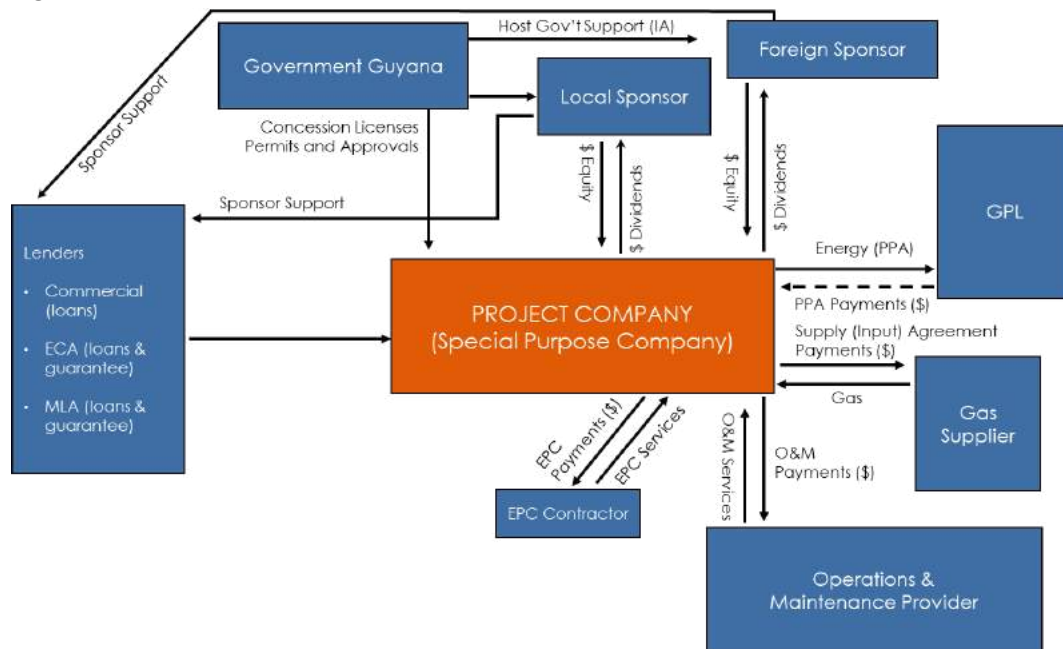 Host Gov't Support (IA)
Government Guyana
Foreign Sponsor
Local Sponsor
Sponsor Support
Concession Licenses
Permits and Approvals
$ Equity
$ Dividends
$ Equity
$ Dividends
GPL
Sponsor Support
Lenders
• Commercial
(loans)
• ECA (loans &
guarantee)
• MLA (loans &
guarantee)
PROJECT COMPANY
(Special Purpose Company)
Energy (PPA)
PPA Payments ($)
Supply (Input) Agreement
Payments ($)
Gas
Gas
Supplier
EPC
Payments ($)
EPC Services
O&M Services
O&M
Payments ($)
EPC Contractor
Operations &
Maintenance Provider